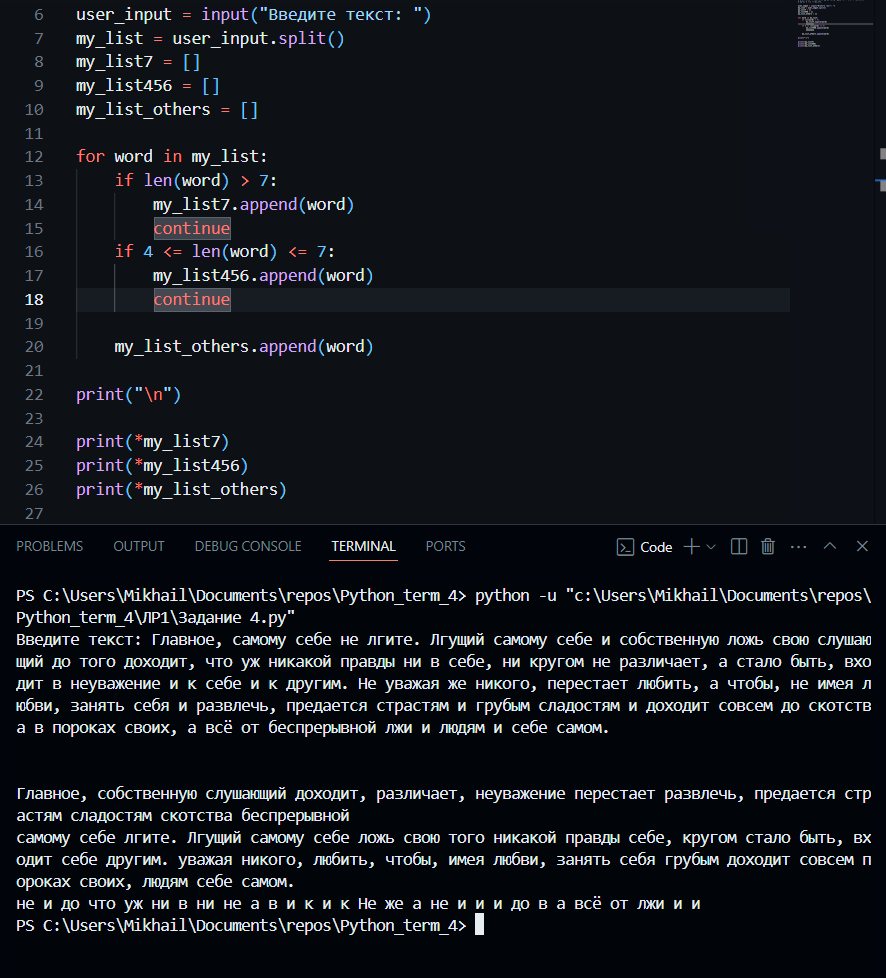 6 user_input = input("Введите текст: ")
7 my_list = user_input.split()
8 my_list7 = []
9 my_list456 = []
10 my_list_others = []
11
12 for word in my_list:
13 if len(word) > 7:
14 my_list7.append(word)
15 continue
16 if 4 <= len(word) <= 7:
17 my_list456.append(word)
18 continue
19
20 my_list_others.append(word)
21
22 print("\n")
23
24 print(*my_list7)
25 print(*my_list456)
26 print(*my_list_others)
27
PROBLEMS OUTPUT DEBUG CONSOLE TERMINAL PORTS Code
PS C:\Users\Mikhail\Documents\repos\Python_term_4> python -u "c:\Users\Mikhail\Documents\repos\
Python_term_4\ЛР1\Задание 4.py"
Введите текст: Главное, самому себе не лгите. Лгущий самому себе и собственную ложь свою слушаю
щий до того доходит, что уж никакой правды ни в себе, ни кругом не различает, а стало быть, вхо
дит в неуважение и к себе и к другим. Не уважая же никого, перестает любить, а чтобы, не имея л
юбви, занять себя и развлечь, предается страстям и грубым сладостям и доходит совсем до скотств
а в пороках своих, а всё от беспрерывной лжи и людям и себе самом.
Главное, собственную слушающий доходит, различает, неуважение перестает развлечь, предается стр
астям сладостям скотства беспрерывной
самому себе лгите. Лгущий самому себе ложь свою того никакой правды себе, кругом стало быть, вх
одит себе другим. уважая никого, любить, чтобы, имея любви, занять себя грубым доходит совсем п
ороках своих, людям себе самом.
не и до что уж ни в ни не а в и к и к Не же а не и и и до в а всё от лжи и и
PS C:\Users\Mikhail\Documents\repos\Python_term_4>